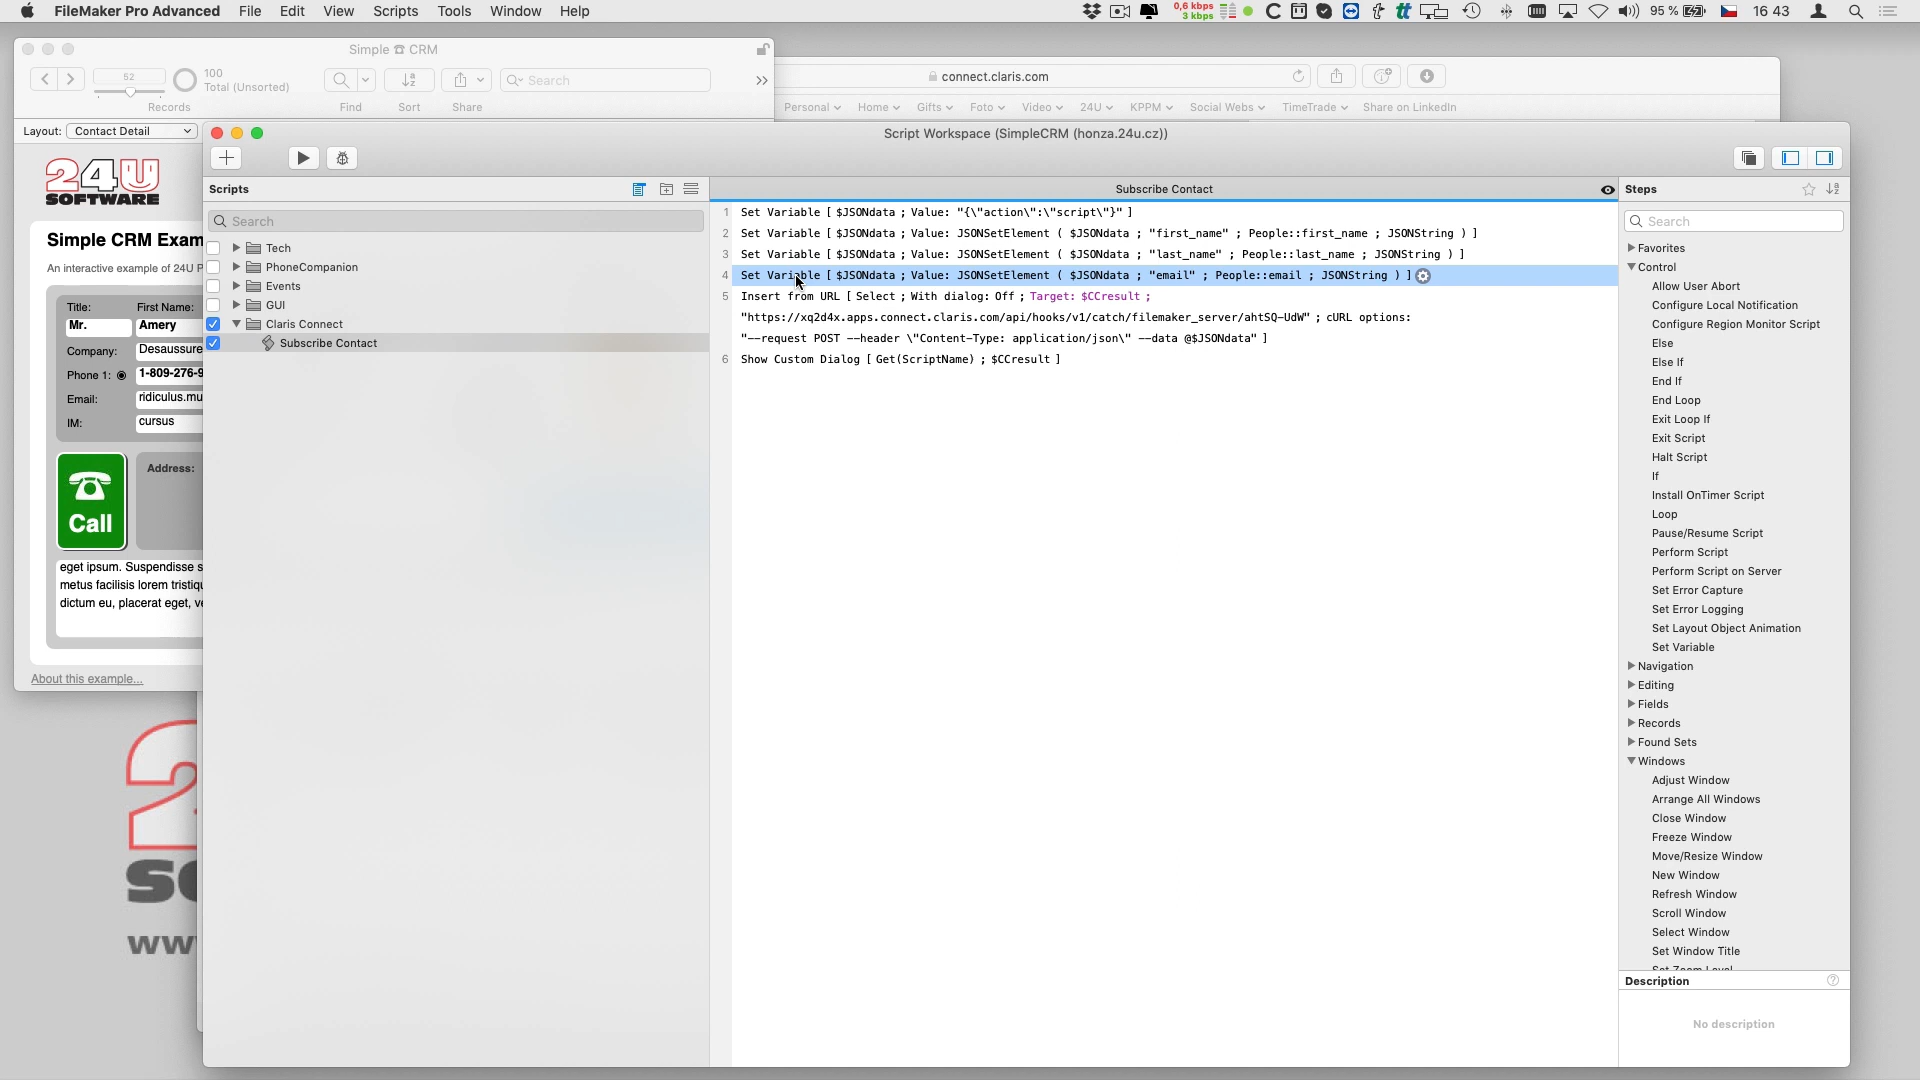 FileMaker Pro Advanced File Edit View Scripts Tools Window Help
0,6 kbps
3 kbps
95 %
16 43
Simple ☎ CRM
52
100
Total (Unsorted)
Search
Records Find Sort Share
connect.claris.com
Personal Home Gifts Foto Video 24U KPPM Social Webs TimeTrade Share on LinkedIn
Layout: Contact Detail
24U
SOFTWARE
Simple CRM Exam
An interactive example of 24U P
Title: First Name:
Mr. Amery
Company: Desaussure
Phone 1: 1-809-276-9
Email: ridiculus.mu
IM: cursus
Call
Address:
eget ipsum. Suspendisse s
metus facilisis lorem tristiqu
dictum eu, placerat eget, ve
About this example...
2
SO
www
Script Workspace (SimpleCRM (honza.24u.cz))
Scripts
Search
Tech
PhoneCompanion
Events
GUI
Claris Connect
Subscribe Contact
Subscribe Contact
1 Set Variable [ $JSONdata ; Value: "{\"action\":\"script\"}" ]
2 Set Variable [ $JSONdata ; Value: JSONSetElement ( $JSONdata ; "first_name" ; People::first_name ; JSONString ) ]
3 Set Variable [ $JSONdata ; Value: JSONSetElement ( $JSONdata ; "last_name" ; People::last_name ; JSONString ) ]
4 Set Variable [ $JSONdata ; Value: JSONSetElement ( $JSONdata ; "email" ; People::email ; JSONString ) ]
5 Insert from URL [ Select ; With dialog: Off ; Target: $CCresult ;
"https://xq2d4x.apps.connect.claris.com/api/hooks/v1/catch/filemaker_server/ahtSQ-UdW" ; cURL options:
"--request POST --header \"Content-Type: application/json\" --data @$JSONdata" ]
6 Show Custom Dialog [ Get(ScriptName) ; $CCresult ]
Steps
Search
Favorites
Control
Allow User Abort
Configure Local Notification
Configure Region Monitor Script
Else
Else If
End If
End Loop
Exit Loop If
Exit Script
Halt Script
If
Install OnTimer Script
Loop
Pause/Resume Script
Perform Script
Perform Script on Server
Set Error Capture
Set Error Logging
Set Layout Object Animation
Set Variable
Navigation
Editing
Fields
Records
Found Sets
Windows
Adjust Window
Arrange All Windows
Close Window
Freeze Window
Move/Resize Window
New Window
Refresh Window
Scroll Window
Select Window
Set Window Title
Set Zoom Level
Description
No description